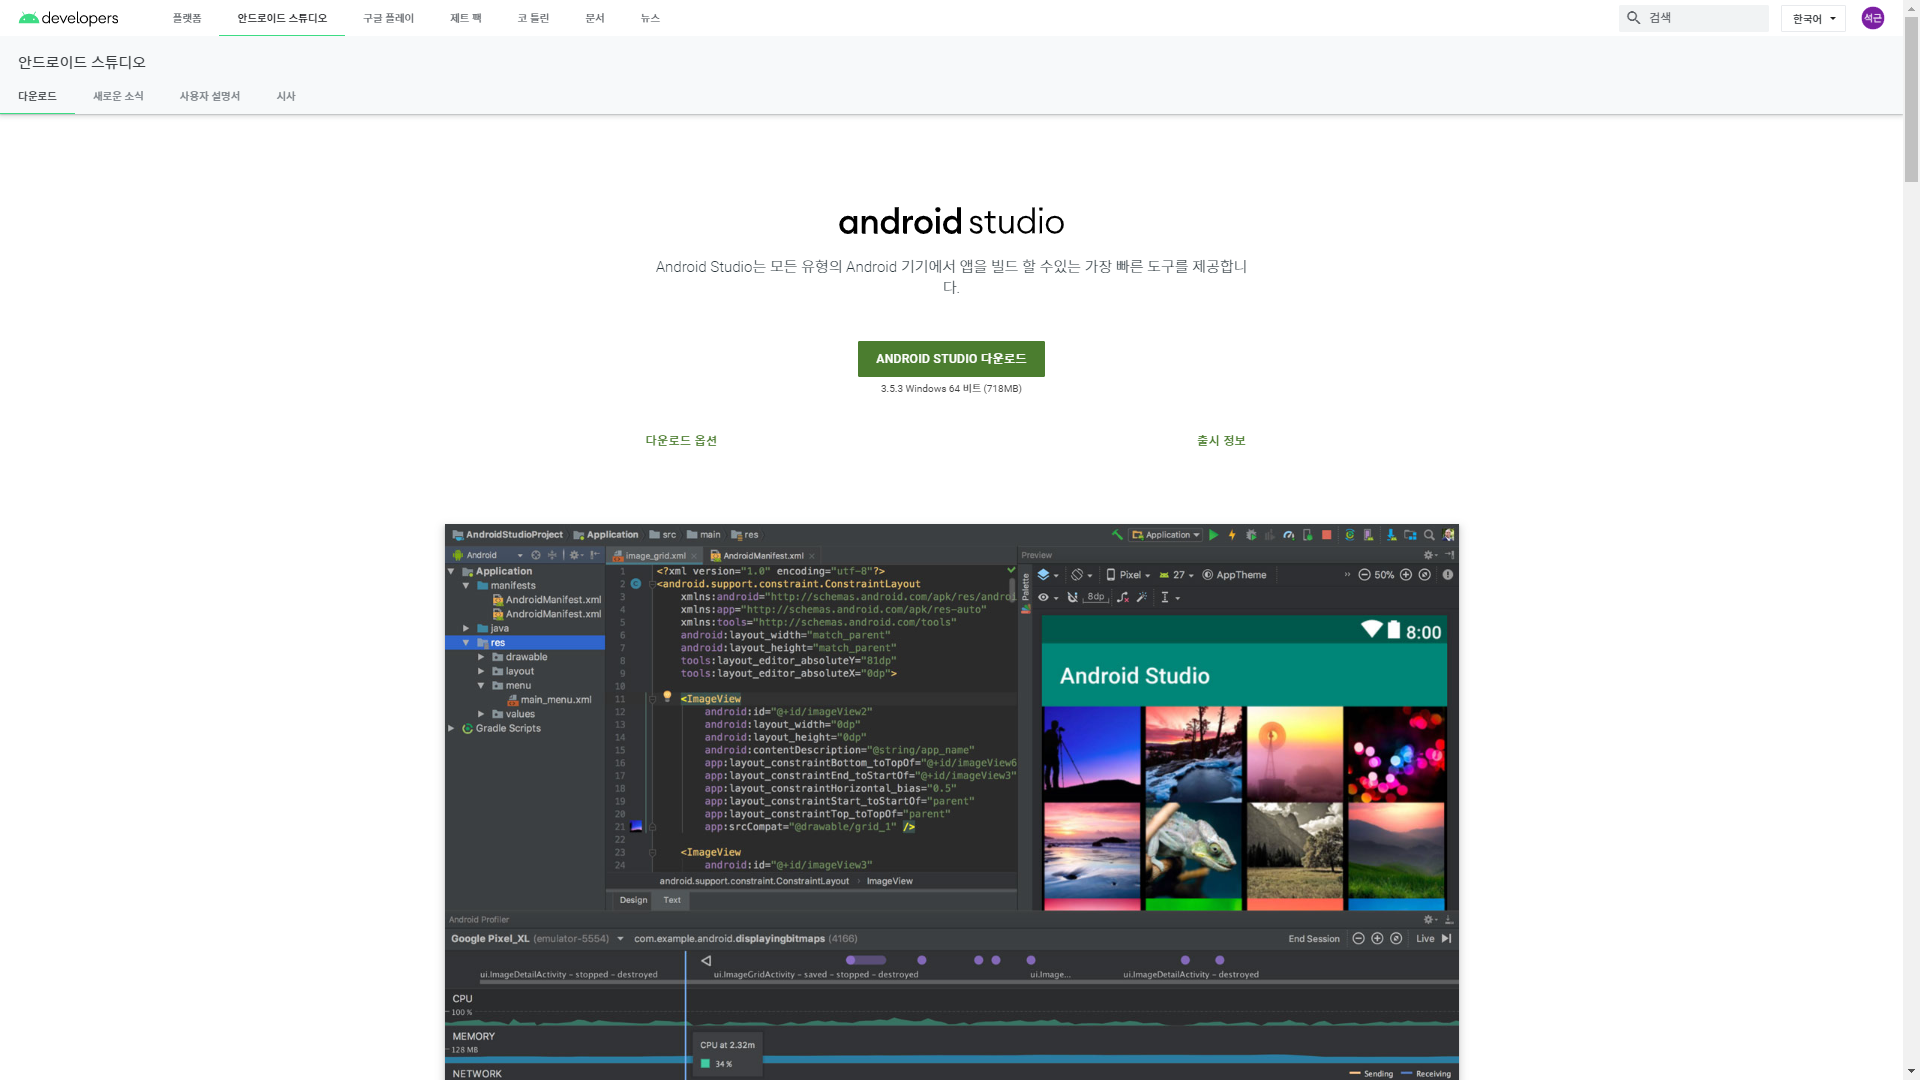 developers 플랫폼 안드로이드 스튜디오 구글 플레이 제트 팩 코 틀린 문서 뉴스 검색 한국어 석근
안드로이드 스튜디오
다운로드 새로운 소식 사용자 설명서 시사
android studio
Android Studio는 모든 유형의 Android 기기에서 앱을 빌드 할 수있는 가장 빠른 도구를 제공합니
다.
ANDROID STUDIO 다운로드
3.5.3 Windows 64 비트 (718MB)
다운로드 옵션 출시 정보
AndroidStudioProject Application src main res Application
Android image_grid.xml AndroidManifest.xml Preview
Application
manifests
AndroidManifest.xml
AndroidManifest.xml
java
res
drawable
layout
menu
main_menu.xml
values
Gradle Scripts
1 <?xml version="1.0" encoding="utf-8"?>
2 <android.support.constraint.ConstraintLayout
3 xmlns:android="http://schemas.android.com/apk/res/androi
4 xmlns:app="http://schemas.android.com/apk/res-auto"
5 xmlns:tools="http://schemas.android.com/tools"
6 android:layout_width="match_parent"
7 android:layout_height="match_parent"
8 tools:layout_editor_absoluteY="81dp"
9 tools:layout_editor_absoluteX="0dp">
10
11 <ImageView
12 android:id="@+id/imageView2"
13 android:layout_width="0dp"
14 android:layout_height="0dp"
15 android:contentDescription="@string/app_name"
16 app:layout_constraintBottom_toTopOf="@+id/imageView6
17 app:layout_constraintEnd_toStartOf="@+id/imageView3"
18 app:layout_constraintHorizontal_bias="0.5"
19 app:layout_constraintStart_toStartOf="parent"
20 app:layout_constraintTop_toTopOf="parent"
21 app:srcCompat="@drawable/grid_1" />
22
23 <ImageView
24 android:id="@+id/imageView3"
android.support.constraint.ConstraintLayout › ImageView
Design Text
Palette
Pixel 27 AppTheme 50%
8dp
8:00
Android Studio
Android Profiler
Google Pixel_XL (emulator-5554) com.example.android.displayingbitmaps (4166) End Session Live
ui.ImageDetailActivity - stopped - destroyed ui.ImageGridActivity - saved - stopped - destroyed ui.Image... ui.ImageDetailActivity - destroyed
CPU
100 %
MEMORY
128 MB
CPU at 2.32m
34 %
NETWORK
Sending Receiving